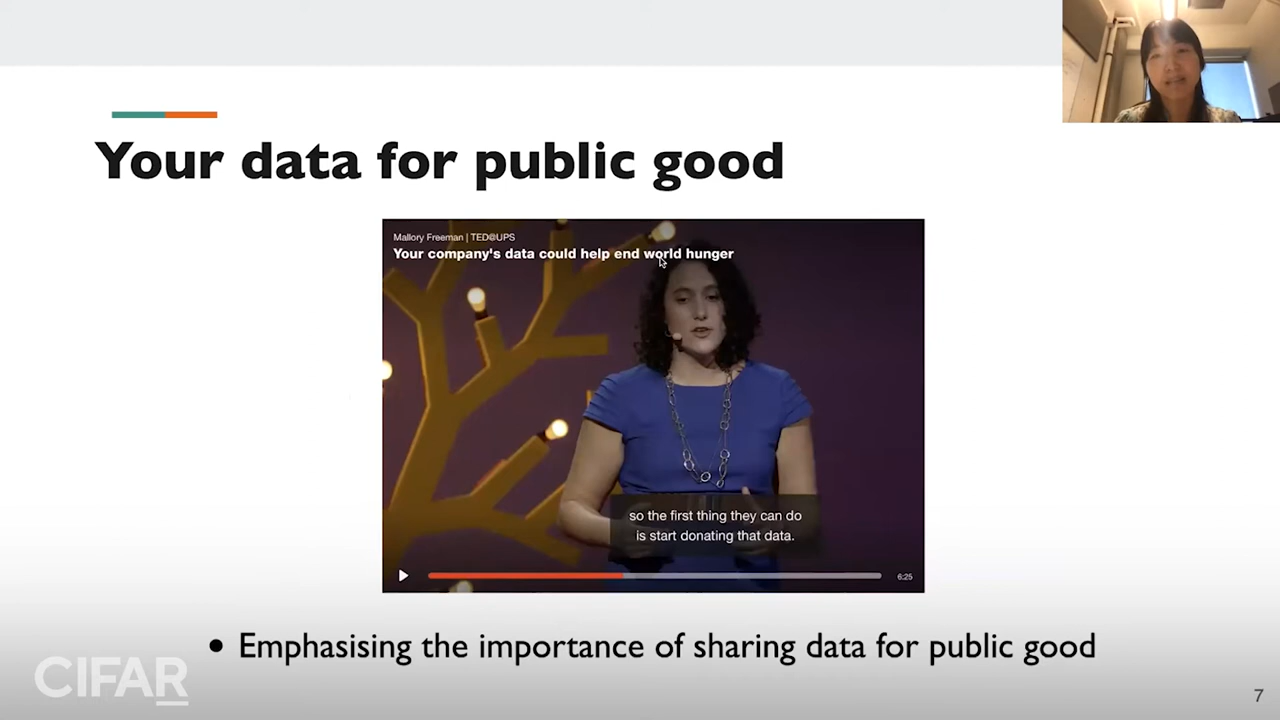 Your data for public good
Mallory Freeman | TED@UPS
Your company's data could help end world hunger
so the first thing they can do
is start donating that data.
6:25
• Emphasising the importance of sharing data for public good
CIFAR
7